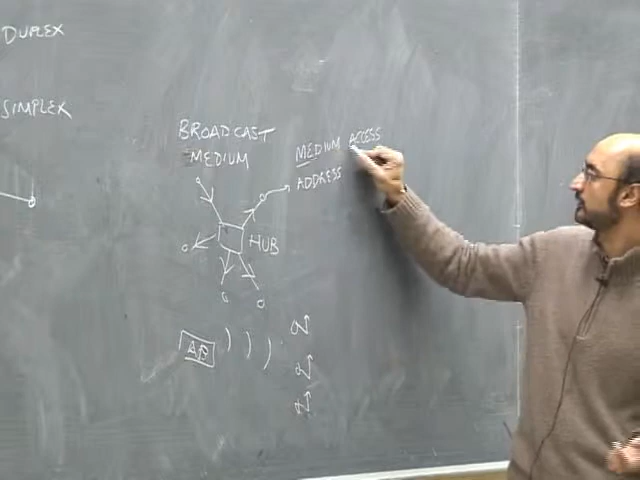 DUPLEX
SIMPLEX
BROADCAST
MEDIUM
MEDIUM ACCESS
ADDRESS
HUB
AP